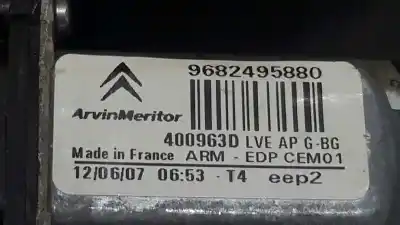 9682495880
ArvinMeritor
400963D LVE AP G-BG
Made in France ARM - EDP CEM01
12/06/07 06:53 - T4 eep2